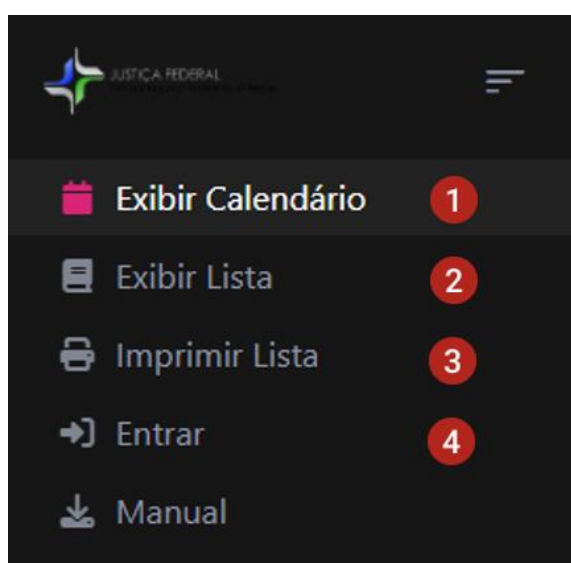 JUSTIÇA FEDERAL
Exibir Calendário 1
Exibir Lista 2
Imprimir Lista 3
Entrar 4
Manual